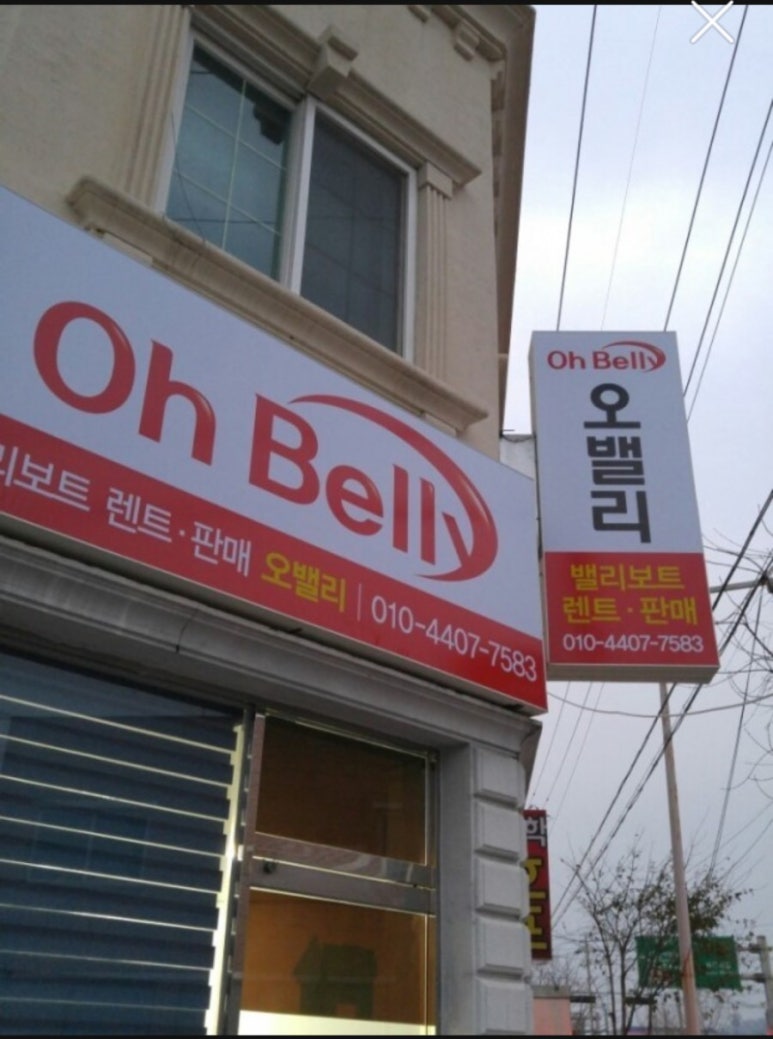 Oh Belly
리보트 렌트·판매 오밸리 | 010-4407-7583
Oh Belly
오밸리
밸리보트
렌트·판매
010-4407-7583
학